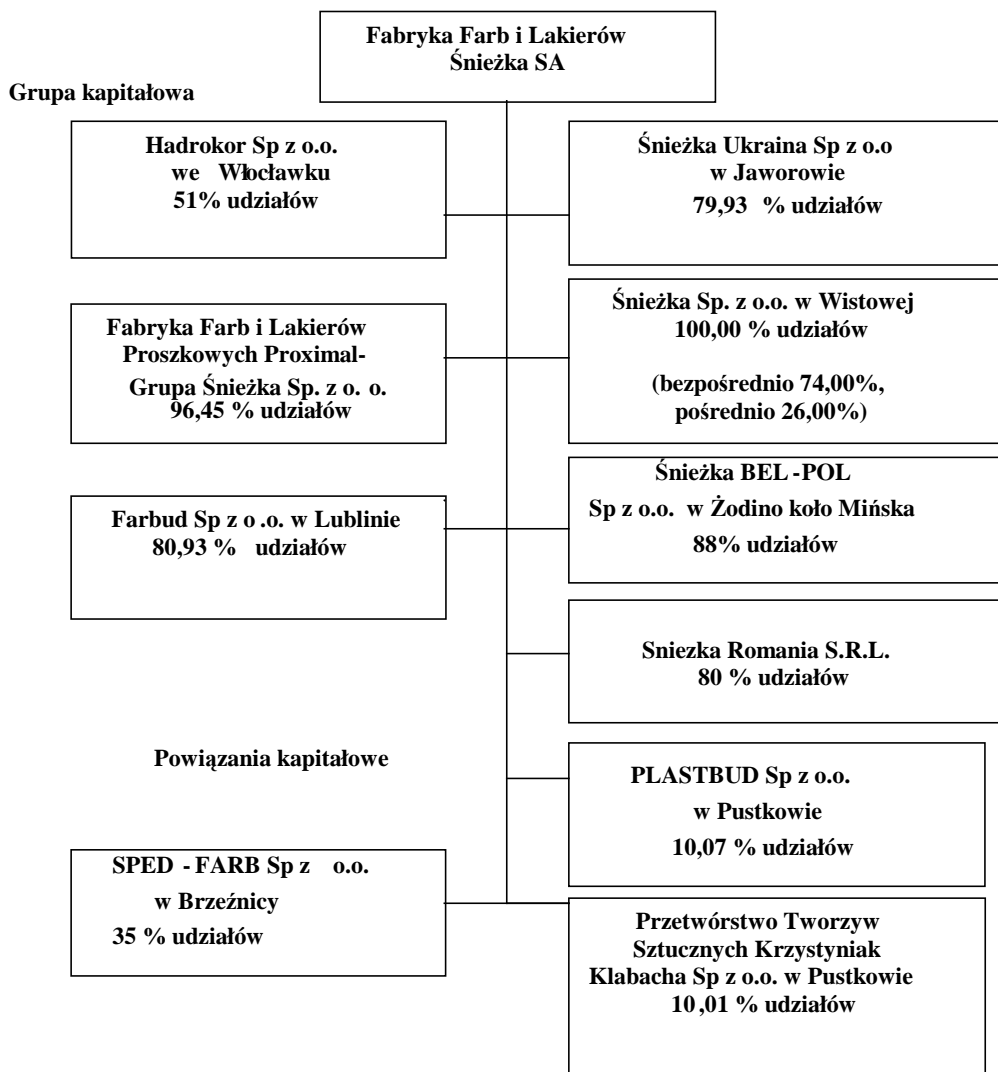 Fabryka Farb i Lakierów
Śnieżka SA
Grupa kapitałowa
Hadrokor Sp z o.o.
we Włocławku
51% udziałów
Śnieżka Ukraina Sp z o.o
w Jaworowie
79,93 % udziałów
Fabryka Farb i Lakierów
Proszkowych Proximal-
Grupa Śnieżka Sp. z o. o.
96,45 % udziałów
Śnieżka Sp. z o.o. w Wistowej
100,00 % udziałów
(bezpośrednio 74,00%,
pośrednio 26,00%)
Farbud Sp z o .o. w Lublinie
80,93 % udziałów
Śnieżka BEL -POL
Sp z o.o. w Żodino koło Mińska
88% udziałów
Sniezka Romania S.R.L.
80 % udziałów
Powiązania kapitałowe
PLASTBUD Sp z o.o.
w Pustkowie
10,07 % udziałów
SPED - FARB Sp z o.o.
w Brzeźnicy
35 % udziałów
Przetwórstwo Tworzyw
Sztucznych Krzystyniak
Klabacha Sp z o.o. w Pustkowie
10,01 % udziałów